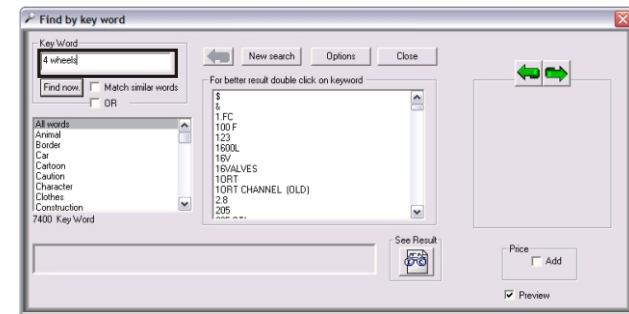 Find by key word
Key Word
4 wheels
Find now.
Match similar words
OR
All words
Animal
Border
Car
Cartoon
Caution
Character
Clothes
Construction
7400 Key Word
New search
Options
Close
For better result double click on keyword
$
&
1.FC
100 F
123
1600L
16V
16VALVES
1ORT
1ORT CHANNEL (OLD)
2.8
205
See Result
Price
Add
Preview